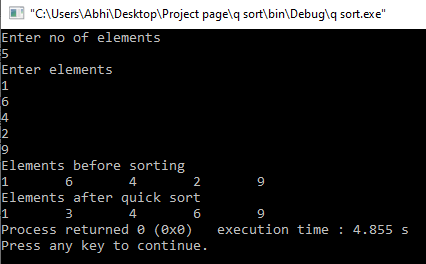 "C:\Users\Abhi\Desktop\Project page\q sort\bin\Debug\q sort.exe"
Enter no of elements
5
Enter elements
1
6
4
2
9
Elements before sorting
1 6 4 2 9
Elements after quick sort
1 3 4 6 9
Process returned 0 (0x0) execution time : 4.855 s
Press any key to continue.